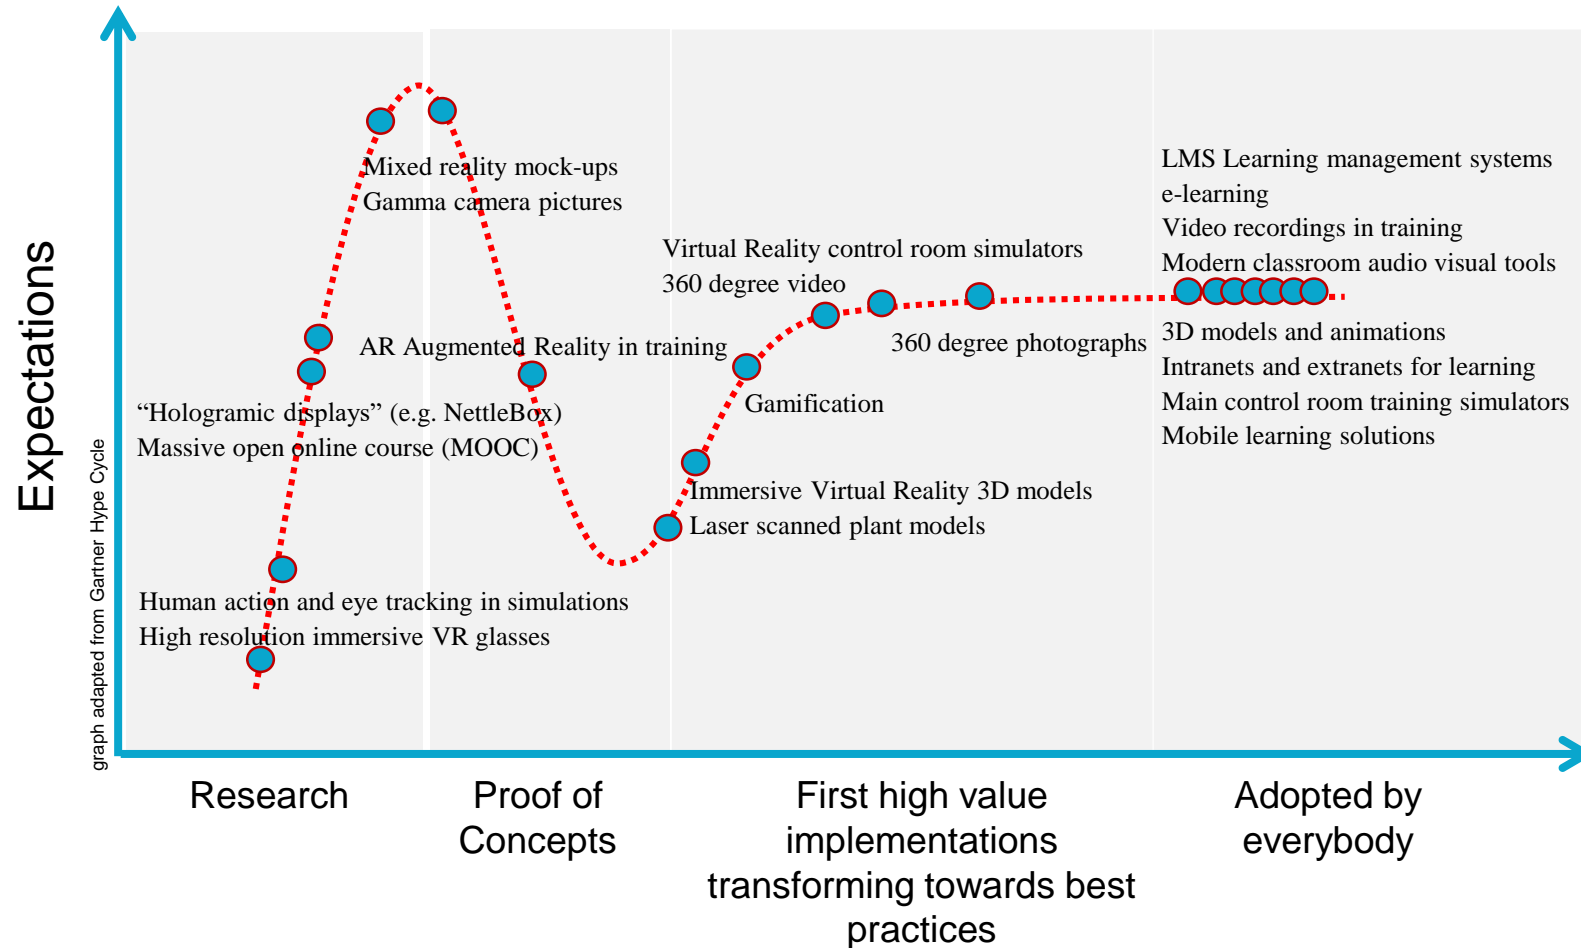 Expectations
graph adapted from Gartner Hype Cycle
Mixed reality mock-ups
Gamma camera pictures
AR Augmented Reality in training
“Hologramic displays” (e.g. NettleBox)
Massive open online course (MOOC)
Human action and eye tracking in simulations
High resolution immersive VR glasses
Virtual Reality control room simulators
360 degree video
360 degree photographs
Gamification
Immersive Virtual Reality 3D models
Laser scanned plant models
LMS Learning management systems
e-learning
Video recordings in training
Modern classroom audio visual tools
3D models and animations
Intranets and extranets for learning
Main control room training simulators
Mobile learning solutions
Research
Proof of
Concepts
First high value
implementations
transforming towards best
practices
Adopted by
everybody